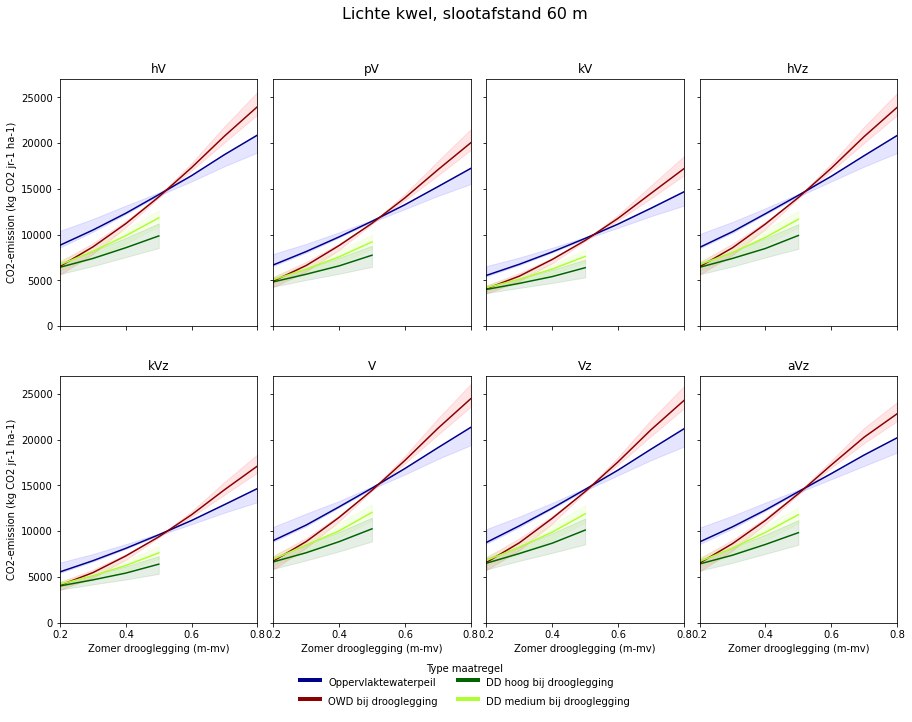 Lichte kwel, slootafstand 60 m
hV pV kV hVz
CO2-emission (kg CO2 jr-1 ha-1)
25000
20000
15000
10000
5000
0
kVz V Vz aVz
CO2-emission (kg CO2 jr-1 ha-1)
25000
20000
15000
10000
5000
0
0.2 0.4 0.6 0.8 0.2 0.4 0.6 0.8 0.2 0.4 0.6 0.8 0.2 0.4 0.6 0.8
Zomer drooglegging (m-mv) Zomer drooglegging (m-mv) Zomer drooglegging (m-mv) Zomer drooglegging (m-mv)
Type maatregel
Oppervlaktewaterpeil DD hoog bij drooglegging
OWD bij drooglegging DD medium bij drooglegging